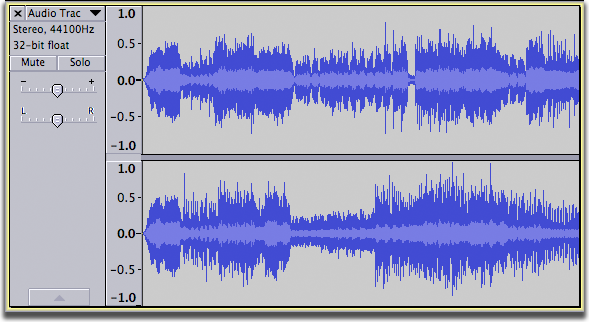 Audio Trac
Stereo, 44100Hz
32-bit float
Mute Solo
- +
L R
1.0
0.5
0.0-
-0.5
-1.0
1.0
0.5
0.0-
-0.5
-1.0